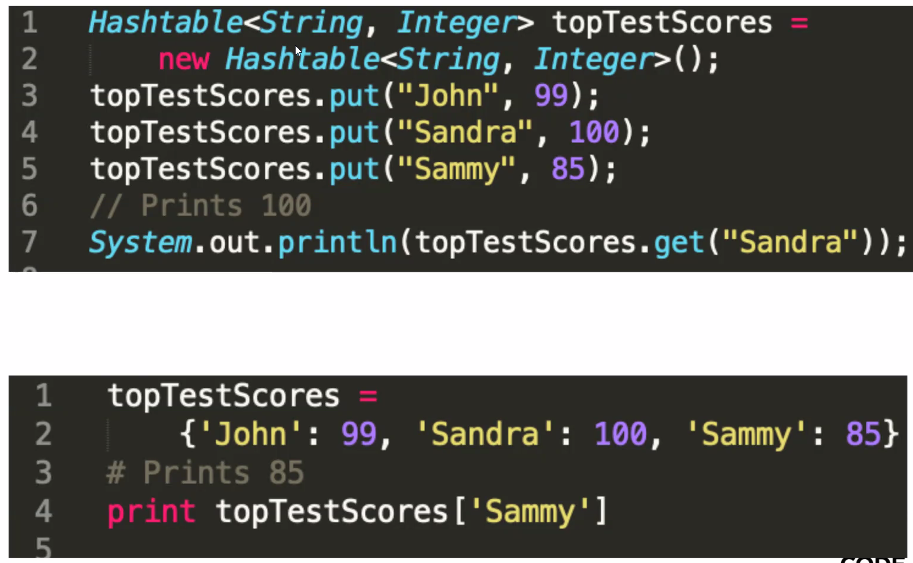 1 Hashtable<String, Integer> topTestScores =
2 new Hashtable<String, Integer>();
3 topTestScores.put("John", 99);
4 topTestScores.put("Sandra", 100);
5 topTestScores.put("Sammy", 85);
6 // Prints 100
7 System.out.println(topTestScores.get("Sandra"));
1 topTestScores =
2 {'John': 99, 'Sandra': 100, 'Sammy': 85}
3 # Prints 85
4 print topTestScores['Sammy']
5
CODE